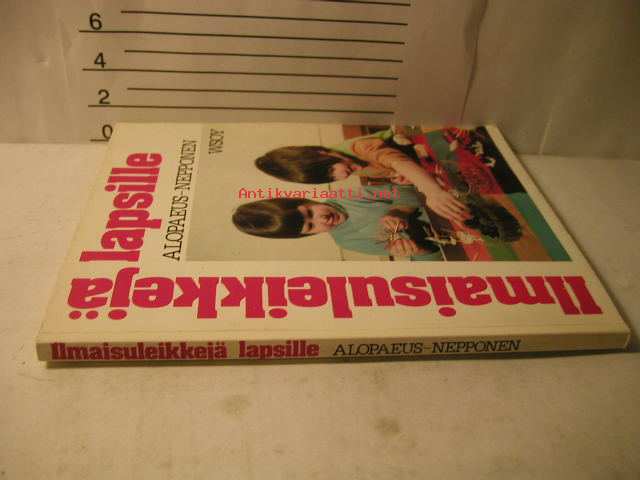 6
4
2
0
Ilmaisuleikkejä
lapsille
ALOPAEUS-NEPPONEN
WSOY
Antikvariaatti.net
Ilmaisuleikkejä lapsille ALOPAEUS-NEPPONEN